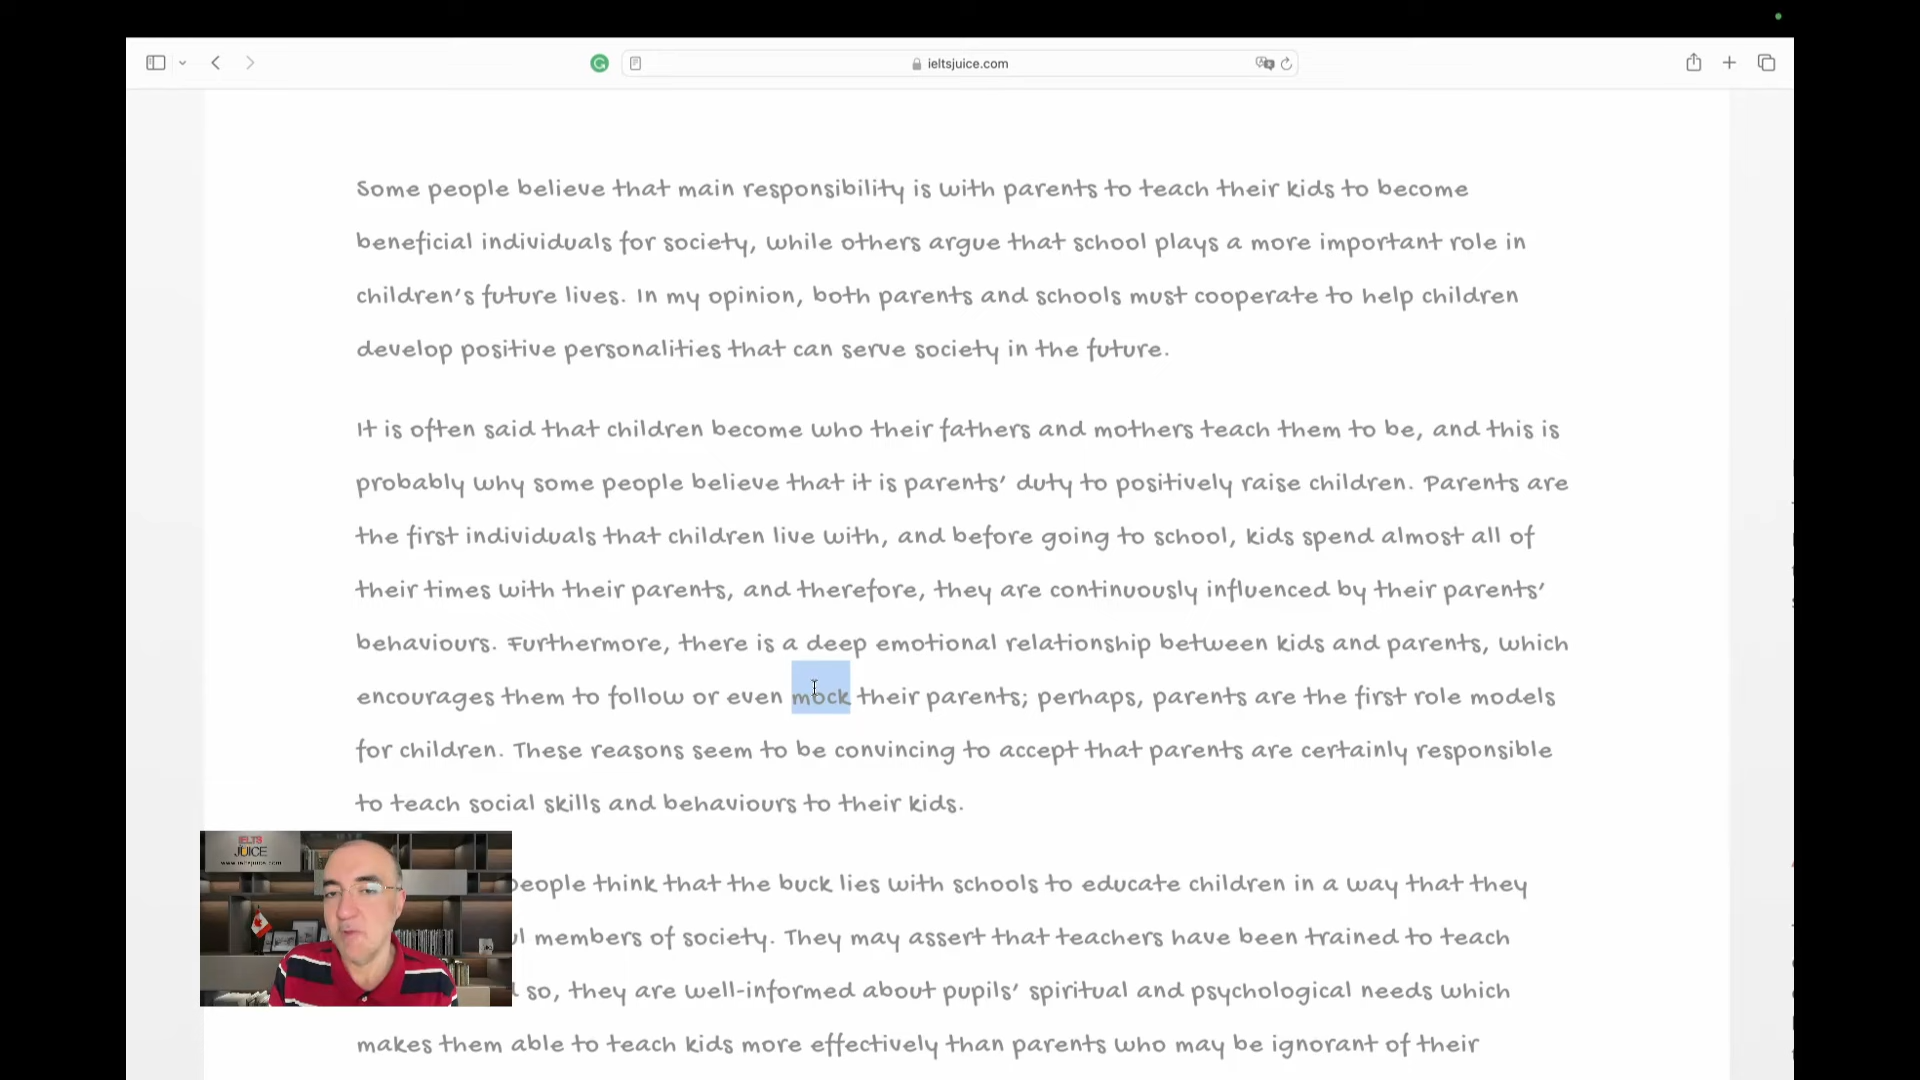 ieltsjuice.com
Some people believe that main responsibility is with parents to teach their kids to become
beneficial individuals for society, while others argue that school plays a more important role in
children's future lives. In my opinion, both parents and schools must cooperate to help children
develop positive personalities that can serve society in the future.
It is often said that children become who their fathers and mothers teach them to be, and this is
probably why some people believe that it is parents' duty to positively raise children. Parents are
the first individuals that children live with, and before going to school, kids spend almost all of
their times with their parents, and therefore, they are continuously influenced by their parents'
behaviours. Furthermore, there is a deep emotional relationship between kids and parents, which
encourages them to follow or even mock their parents; perhaps, parents are the first role models
for children. These reasons seem to be convincing to accept that parents are certainly responsible
to teach social skills and behaviours to their kids.
people think that the buck lies with schools to educate children in a way that they
members of society. They may assert that teachers have been trained to teach
so, they are well-informed about pupils' spiritual and psychological needs which
makes them able to teach kids more effectively than parents who may be ignorant of their
IELTS
JUICE
www.ieltsjuice.com